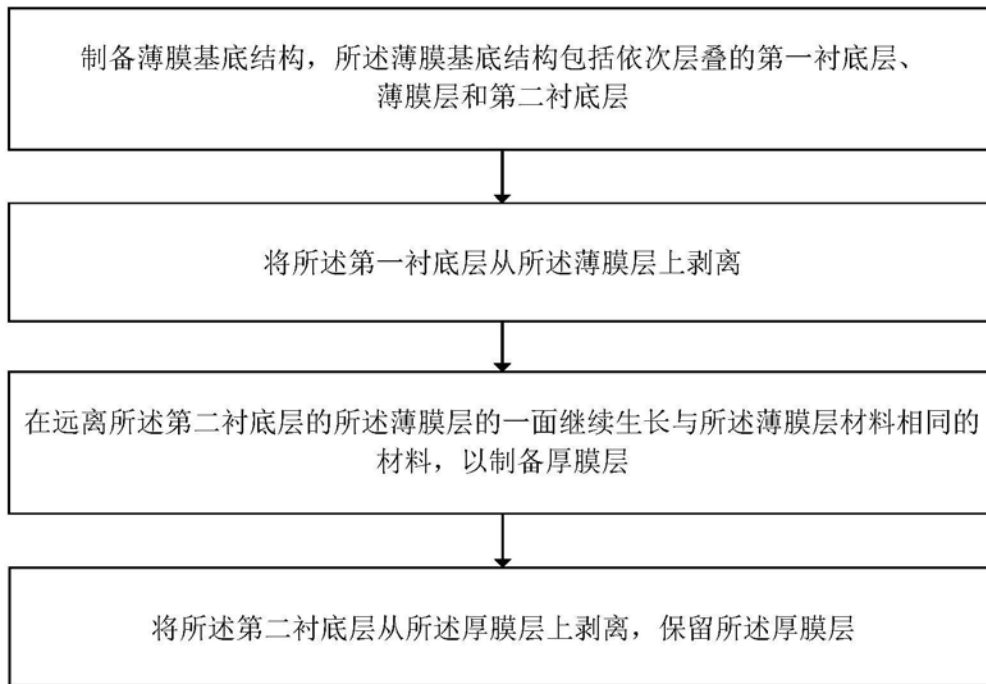 制备薄膜基底结构，所述薄膜基底结构包括依次层叠的第一衬底层、
薄膜层和第二衬底层
将所述第一衬底层从所述薄膜层上剥离
在远离所述第二衬底层的所述薄膜层的一面继续生长与所述薄膜层材料相同的
材料，以制备厚膜层
将所述第二衬底层从所述厚膜层上剥离，保留所述厚膜层